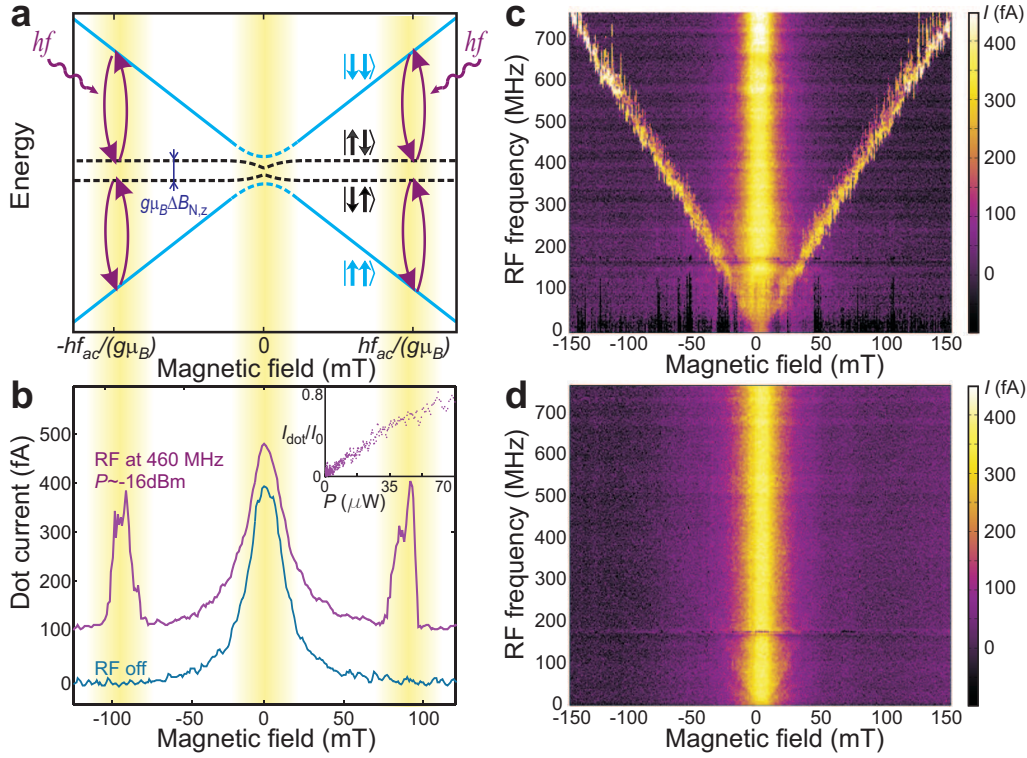 a
hf
hf
|↓↓⟩
|↑↓⟩
gμBΔBN,z
|↓↑⟩
|↑↑⟩
Energy
-hfac/(gμB)
0
hfac/(gμB)
Magnetic field (mT)
b
500
400
300
200
100
0
Dot current (fA)
RF at 460 MHz
P~-16dBm
RF off
0.8
Idot/I0
0
0
35
70
P (μW)
-100
-50
0
50
100
Magnetic field (mT)
c
I (fA)
700
600
500
400
300
200
100
0
RF frequency (MHz)
400
300
200
100
0
-150
-100
-50
0
50
100
150
Magnetic field (mT)
d
I (fA)
700
600
500
400
300
200
100
0
RF frequency (MHz)
400
300
200
100
0
-150
-100
-50
0
50
100
150
Magnetic field (mT)